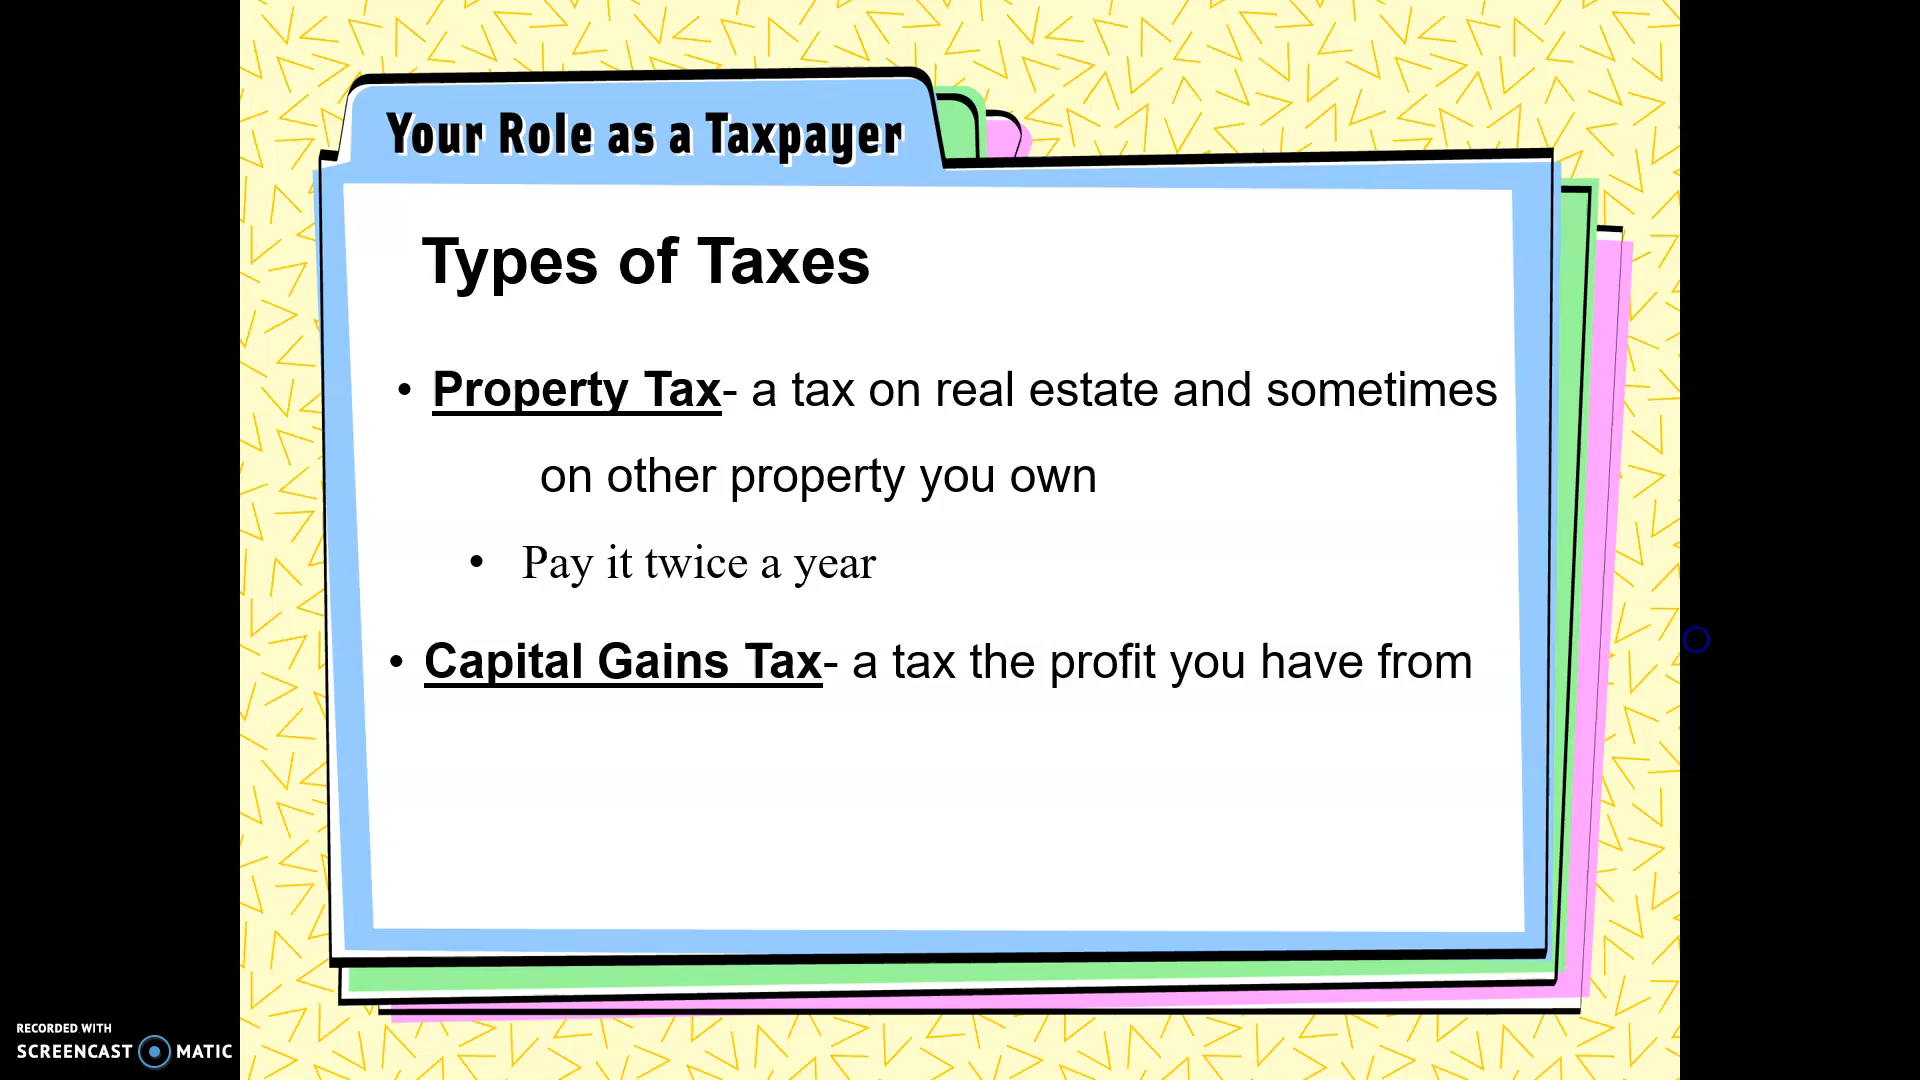 Your Role as a Taxpayer
Types of Taxes
• Property Tax- a tax on real estate and sometimes
on other property you own
• Pay it twice a year
• Capital Gains Tax- a tax the profit you have from
RECORDED WITH
SCREENCAST MATIC